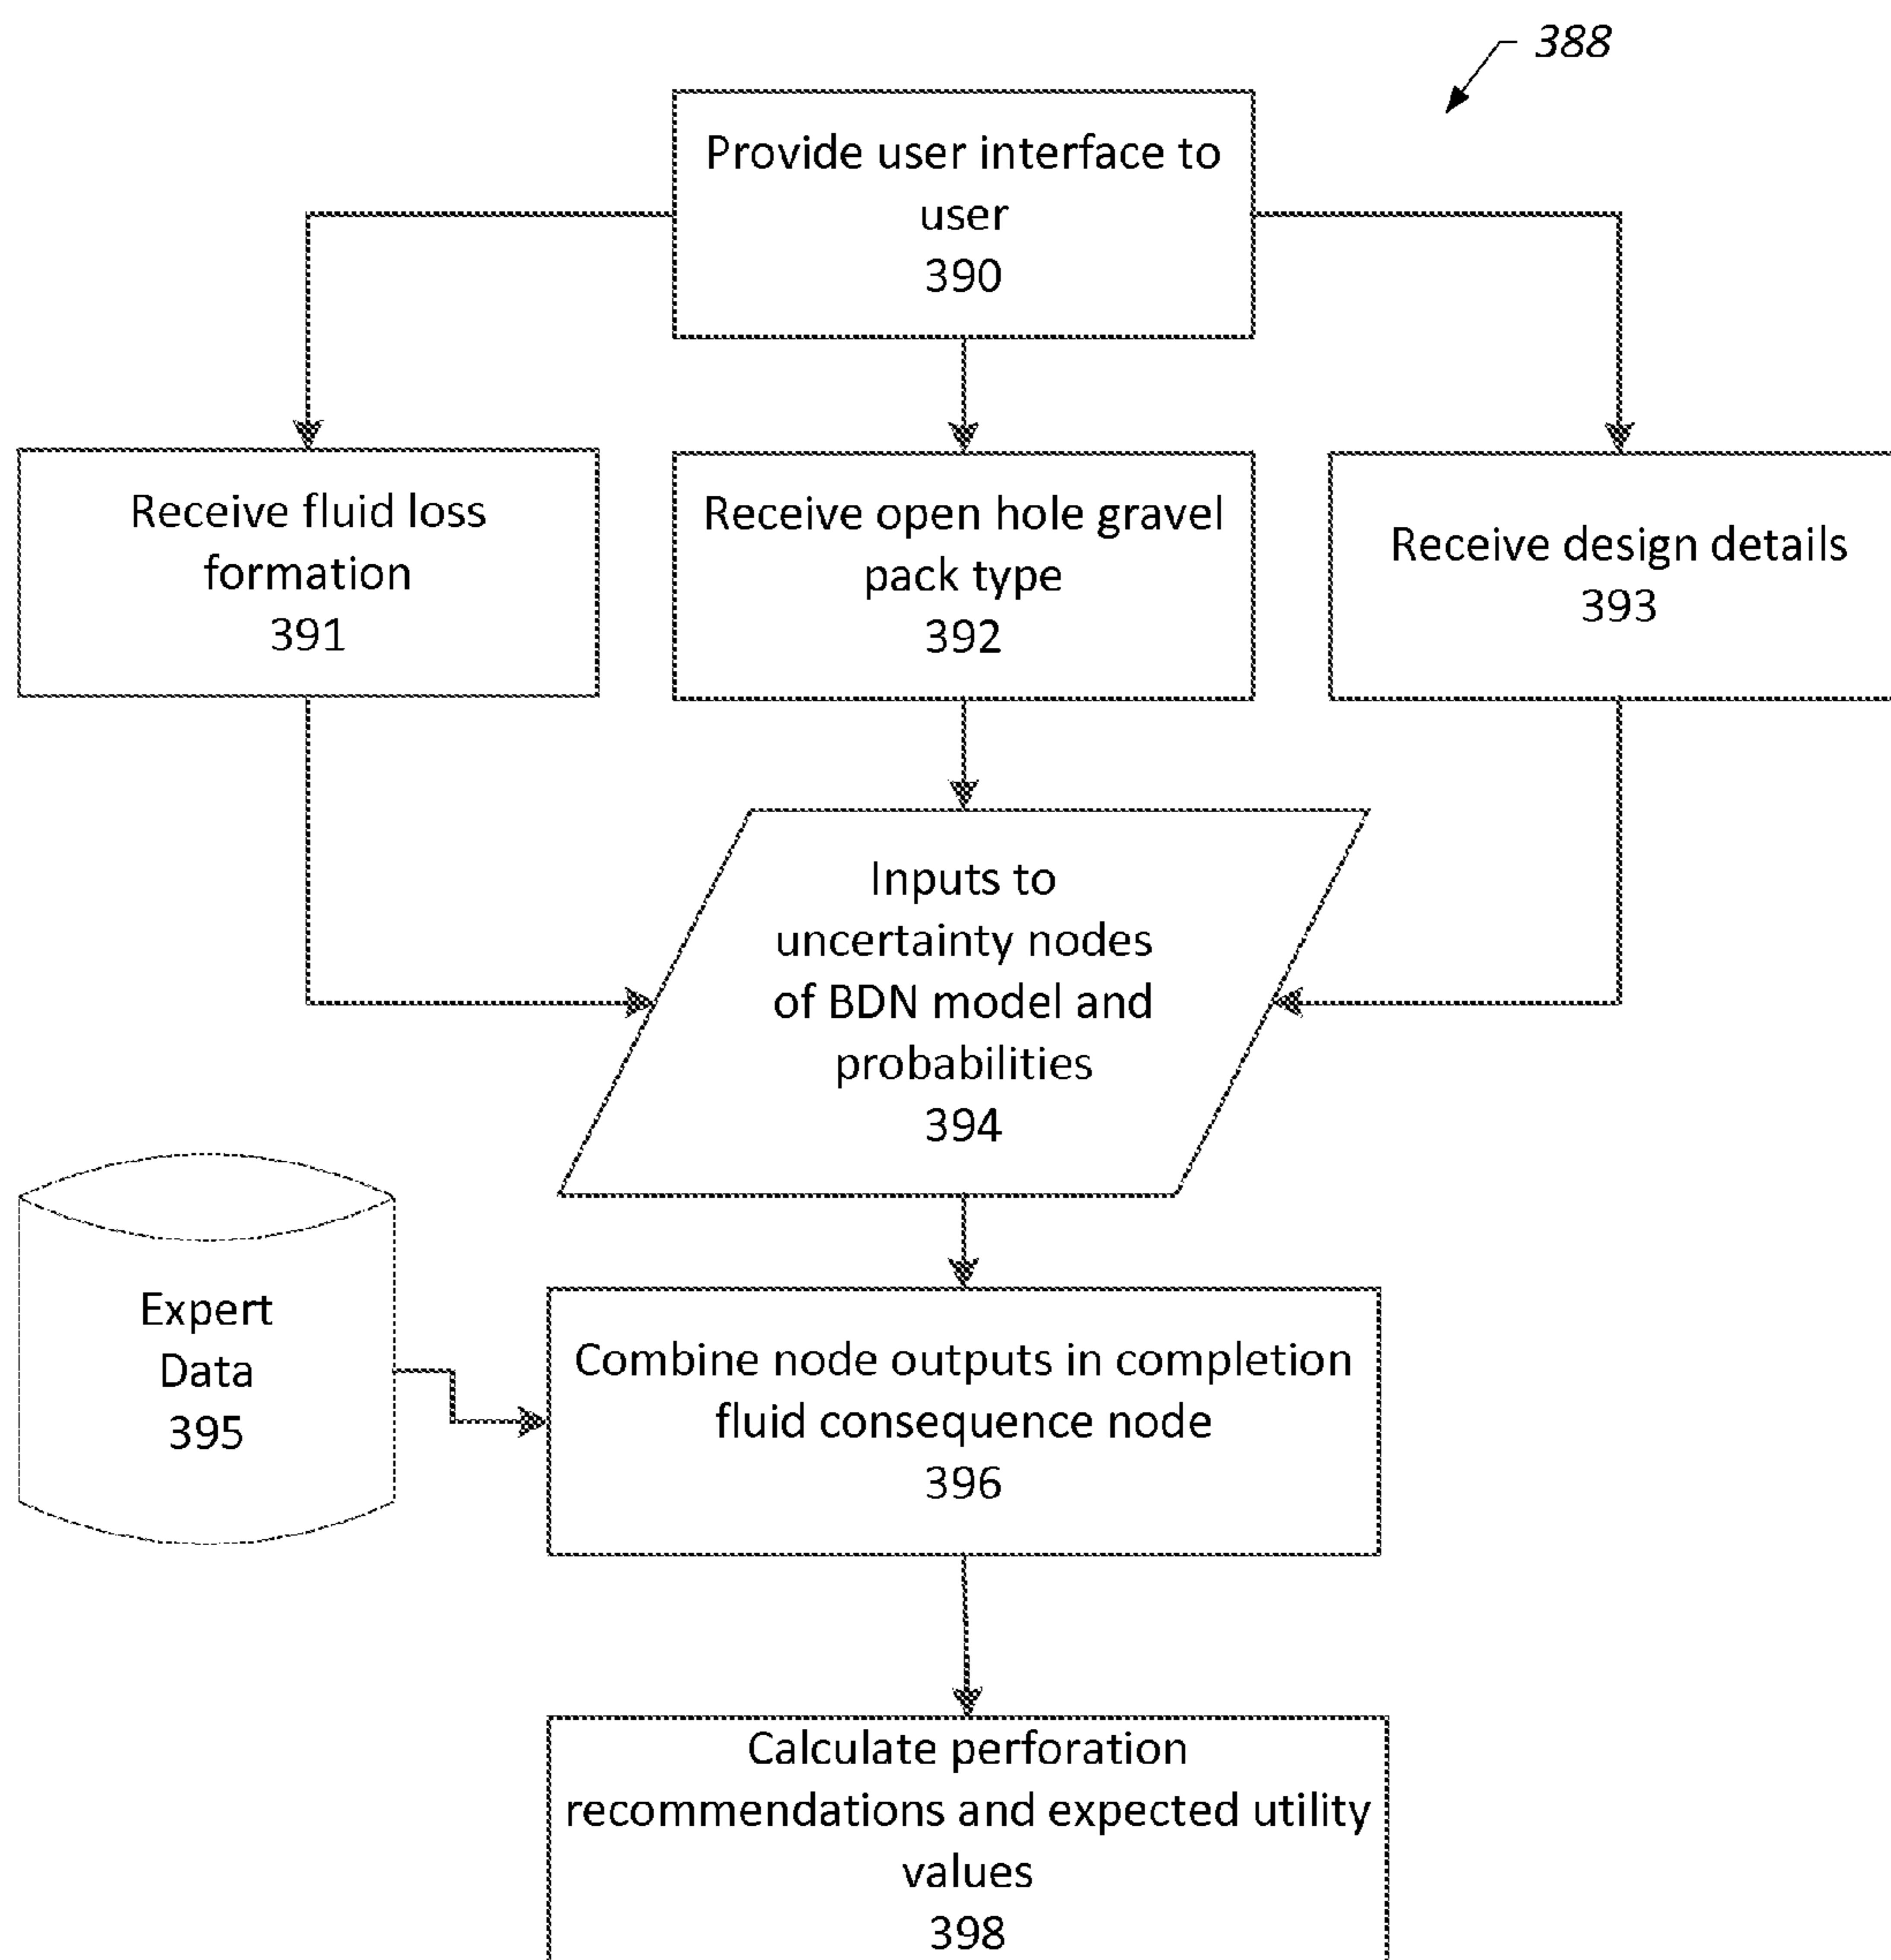 388
Provide user interface to
user
390
Receive fluid loss
formation
391
Receive open hole gravel
pack type
392
Receive design details
393
Inputs to
uncertainty nodes
of BDN model and
probabilities
394
Expert
Data
395
Combine node outputs in completion
fluid consequence node
396
Calculate perforation
recommendations and expected utility
values
398